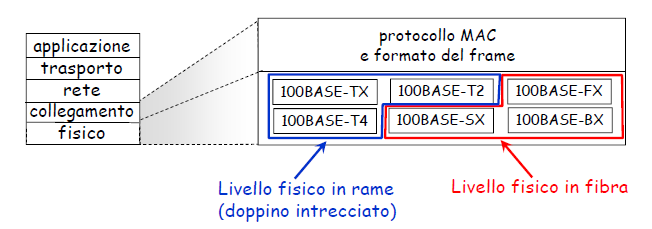 applicazione
trasporto
rete
collegamento
fisico
protocollo MAC
e formato del frame
100BASE-TX
100BASE-T2
100BASE-FX
100BASE-T4
100BASE-SX
100BASE-BX
Livello fisico in rame
(doppino intrecciato)
Livello fisico in fibra